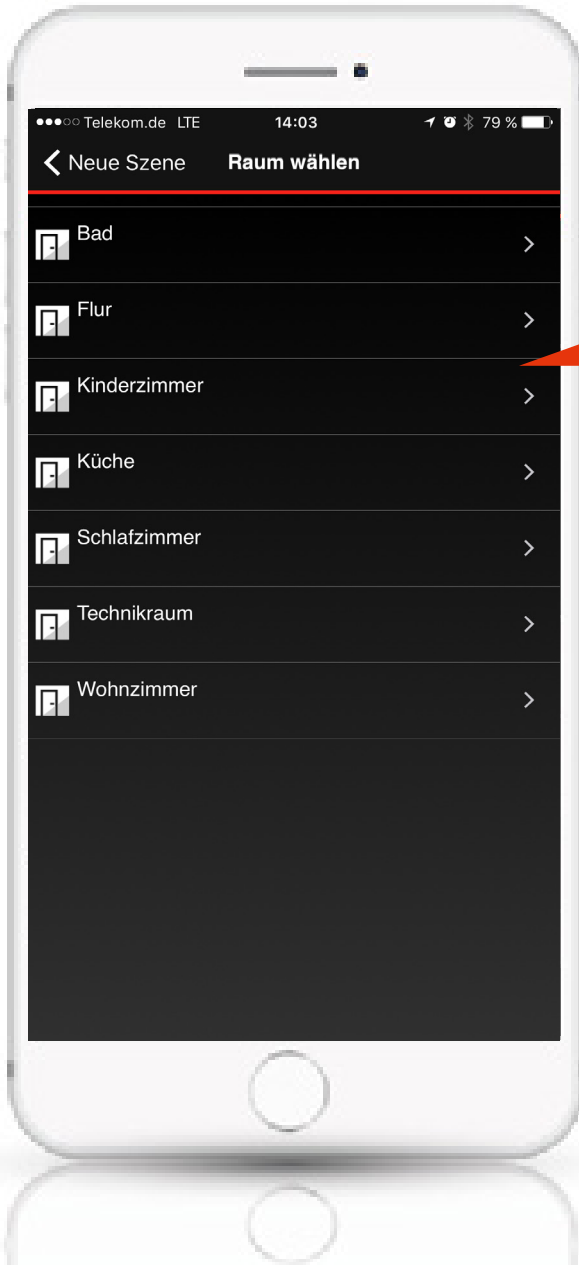 Telekom.de LTE 14:03 79 %
Neue Szene Raum wählen
Bad
Flur
Kinderzimmer
Küche
Schlafzimmer
Technikraum
Wohnzimmer